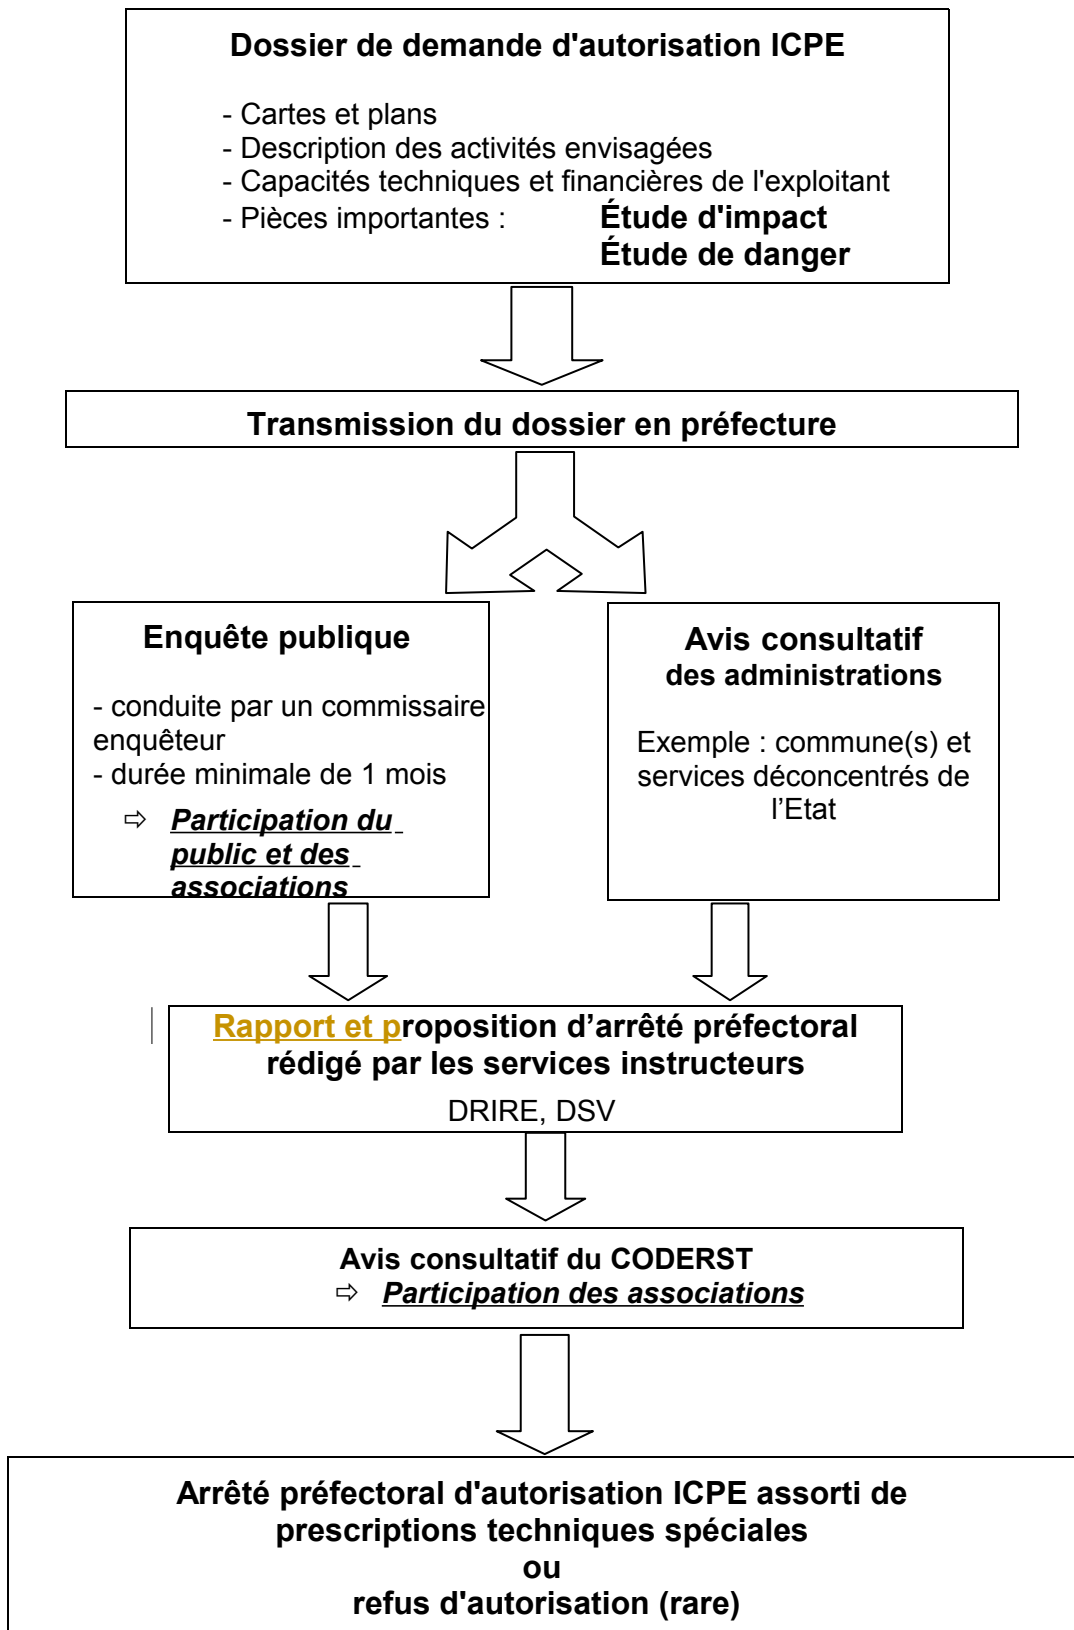 Dossier de demande d'autorisation ICPE
- Cartes et plans
- Description des activités envisagées
- Capacités techniques et financières de l'exploitant
- Pièces importantes : Étude d'impact
Étude de danger
Transmission du dossier en préfecture
Enquête publique
- conduite par un commissaire
enquêteur
- durée minimale de 1 mois
⇨ Participation du
public et des
associations
Avis consultatif
des administrations
Exemple : commune(s) et
services déconcentrés de
l’Etat
Rapport et proposition d’arrêté préfectoral
rédigé par les services instructeurs
DRIRE, DSV
Avis consultatif du CODERST
⇨ Participation des associations
Arrêté préfectoral d'autorisation ICPE assorti de
prescriptions techniques spéciales
ou
refus d'autorisation (rare)